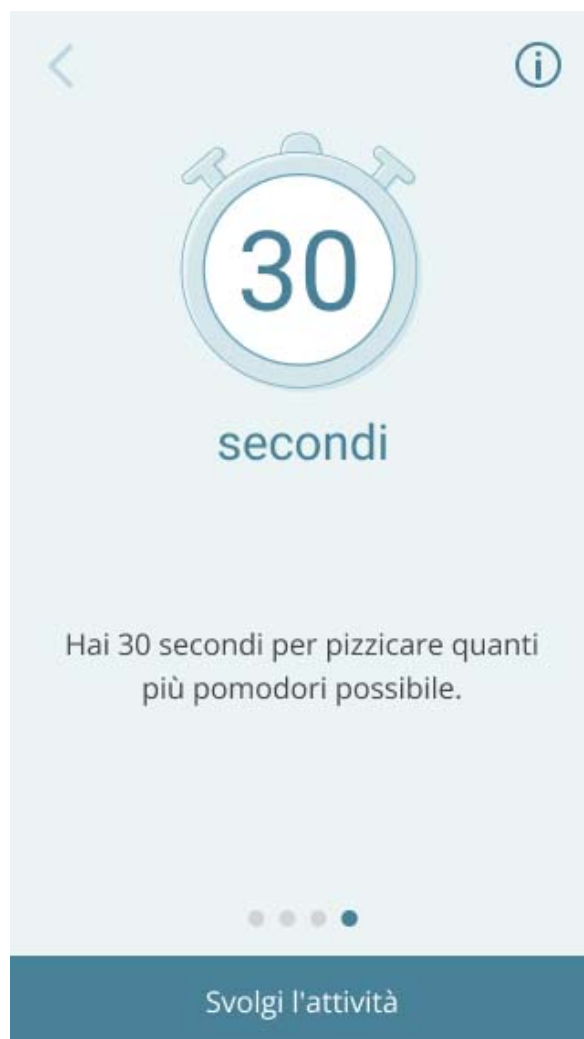 30
secondi
Hai 30 secondi per pizzicare quanti
più pomodori possibile.
Svolgi l'attività